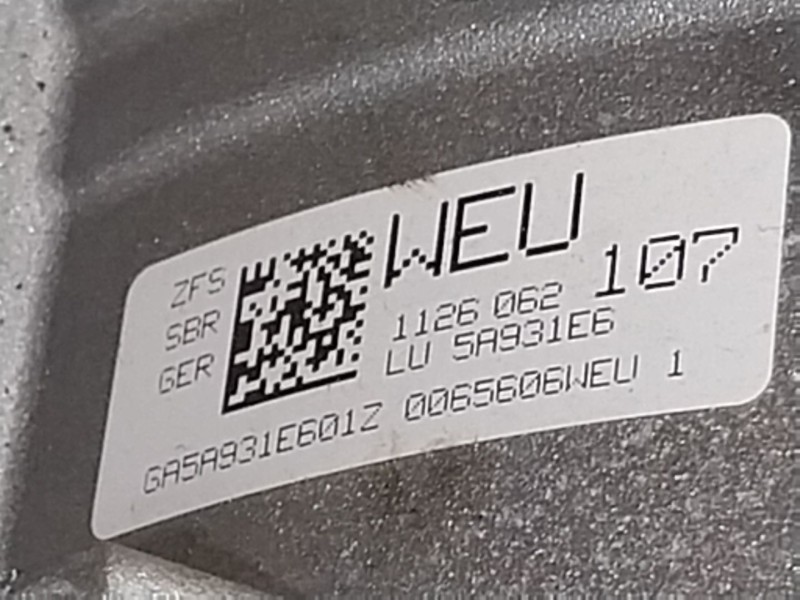 WEU
ZFS
SBR
GER
1126 062 107
LU 5A931E6
GA5A931E601Z 0065606WEU 1